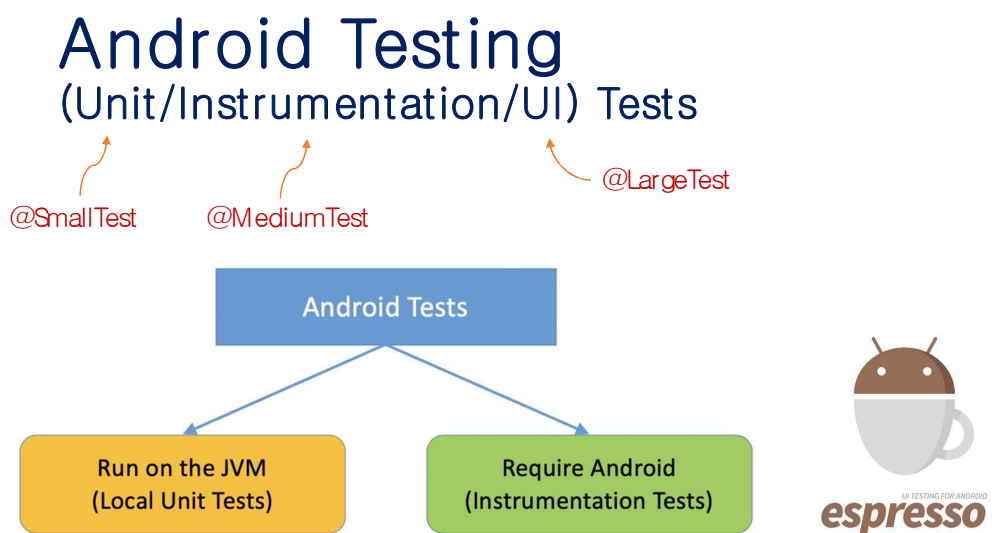 Android Testing
(Unit/Instrumentation/UI) Tests
@LargeTest
@SmallTest
@MediumTest
Android Tests
Run on the JVM
(Local Unit Tests)
Require Android
(Instrumentation Tests)
UI TESTING FOR ANDROID
espresso